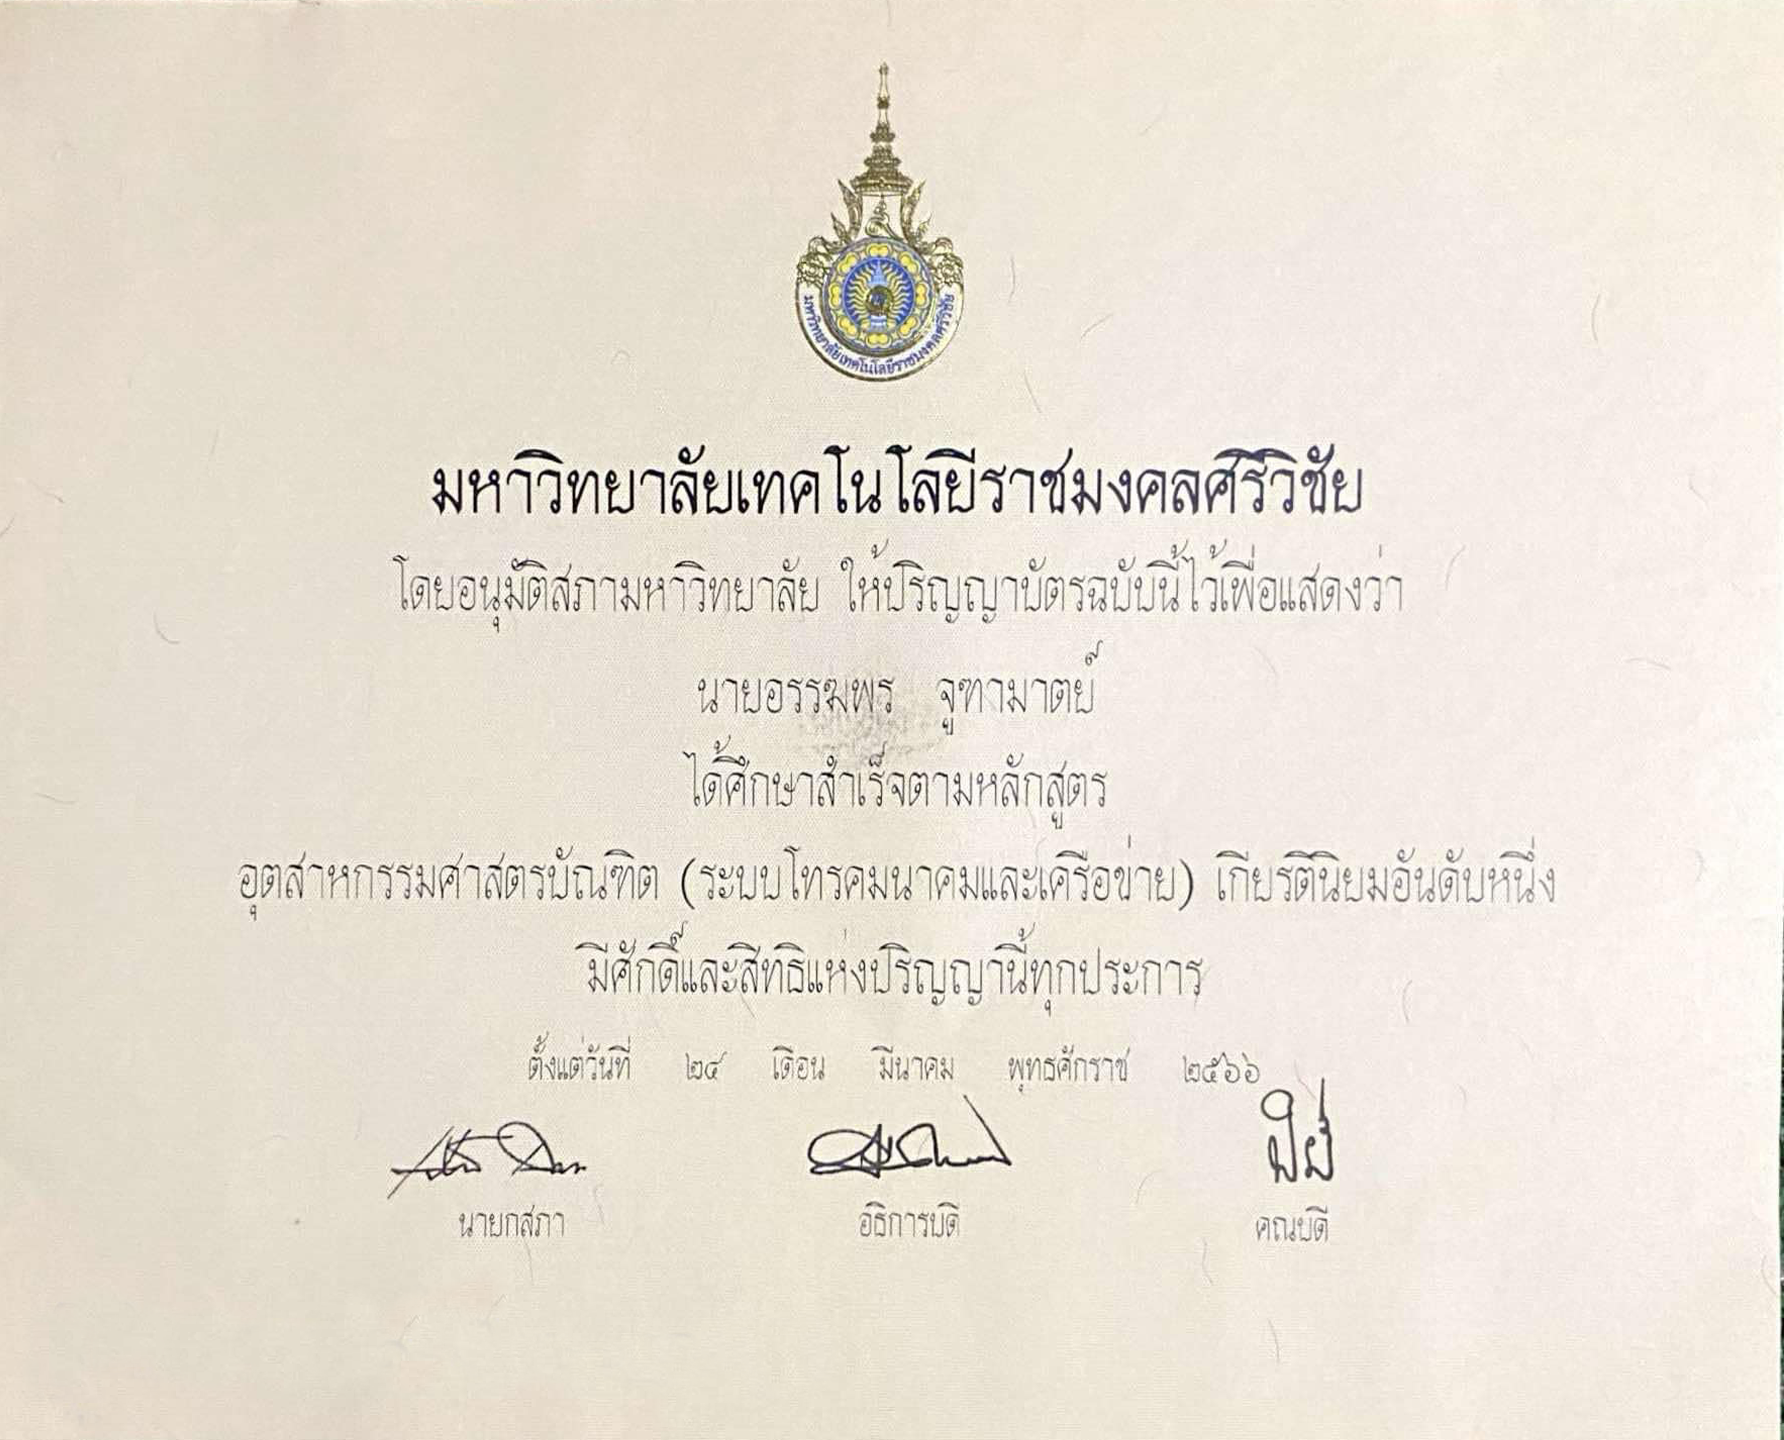 มหาวิทยาลัยเทคโนโลยีราชมงคลศรีวิชัย
มหาวิทยาลัยเทคโนโลยีราชมงคลศรีวิชัย
โดยอนุมัติสภามหาวิทยาลัย ให้ปริญญาบัตรฉบับนี้ไว้เพื่อแสดงว่า
นายอรรฆพร จูฑามาตย์
ได้ศึกษาสำเร็จตามหลักสูตร
อุตสาหกรรมศาสตรบัณฑิต (ระบบโทรคมนาคมและเครือข่าย) เกียรตินิยมอันดับหนึ่ง
มีศักดิ์และสิทธิแห่งปริญญานี้ทุกประการ
ตั้งแต่วันที่ ๒๔ เดือน มีนาคม พุทธศักราช ๒๕๖๖
นายกสภา อธิการบดี คณบดี